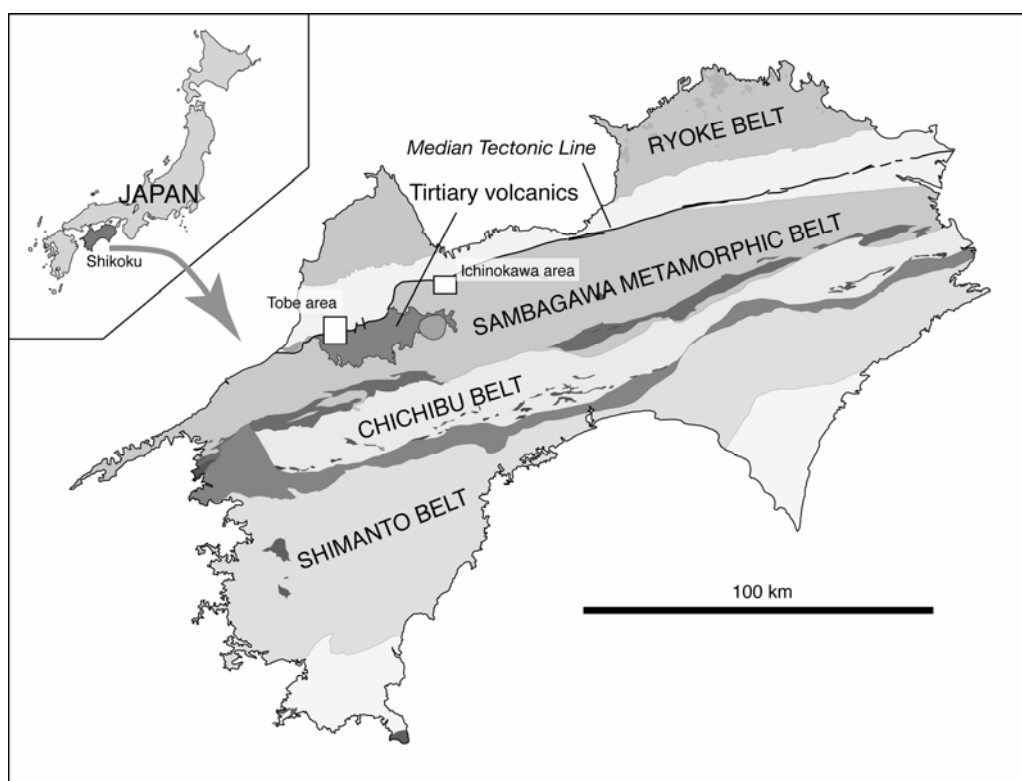 JAPAN
Shikoku
RYOKE BELT
Median Tectonic Line
Tirtiary volcanics
Ichinokawa area
Tobe area
SAMBAGAWA METAMORPHIC BELT
CHICHIBU BELT
SHIMANTO BELT
100 km